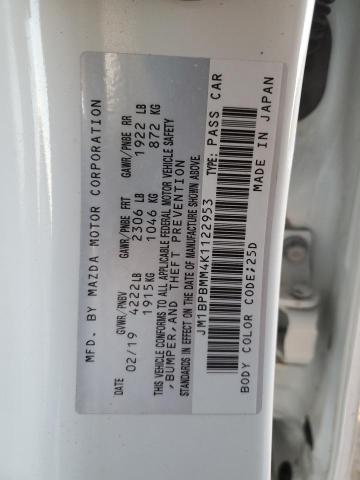 MFD. BY MAZDA MOTOR CORPORATION
DATE GVWR/PNBV GAWR/PNBE FRT GAWR/PNBE RR
02/19 4222LB 2306 LB 1922 LB
1915KG 1046 KG 872 KG
THIS VEHICLE CONFORMS TO ALL APPLICABLE FEDERAL MOTOR VEHICLE SAFETY
,BUMPER,AND THEFT PREVENTION
STANDARDS IN EFFECT ON THE DATE OF MANUFACTURE SHOWN ABOVE.
JM1BPBMM4K1122953 TYPE: PASS CAR
BODY COLOR CODE;25D MADE IN JAPAN